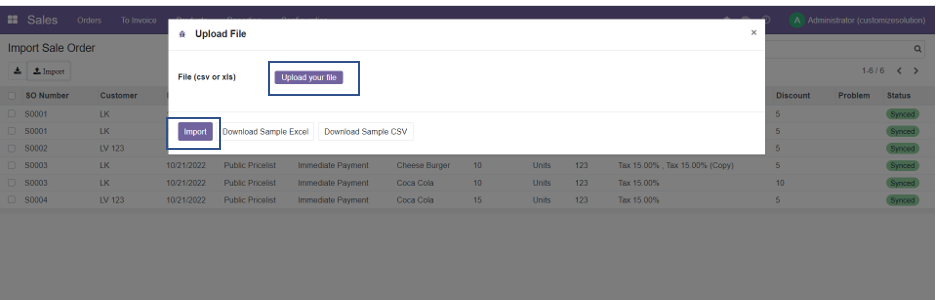 Sales Orders To Invoice Administrator (customizesolution)
Upload File ×
Import Sale Order
Import 1-6 / 6
File (csv or xls) Upload your file
SO Number Customer Discount Problem Status
S0001 LK 5 Synced
S0001 LK 5 Synced
Import Download Sample Excel Download Sample CSV
S0002 LV 123 5 Synced
S0003 LK 10/21/2022 Public Pricelist Immediate Payment Cheese Burger 10 Units 123 Tax 15.00% , Tax 15.00% (Copy) 5 Synced
S0003 LK 10/21/2022 Public Pricelist Immediate Payment Coca Cola 10 Units 123 Tax 15.00% 10 Synced
S0004 LV 123 10/21/2022 Public Pricelist Immediate Payment Coca Cola 15 Units 123 Tax 15.00% 5 Synced